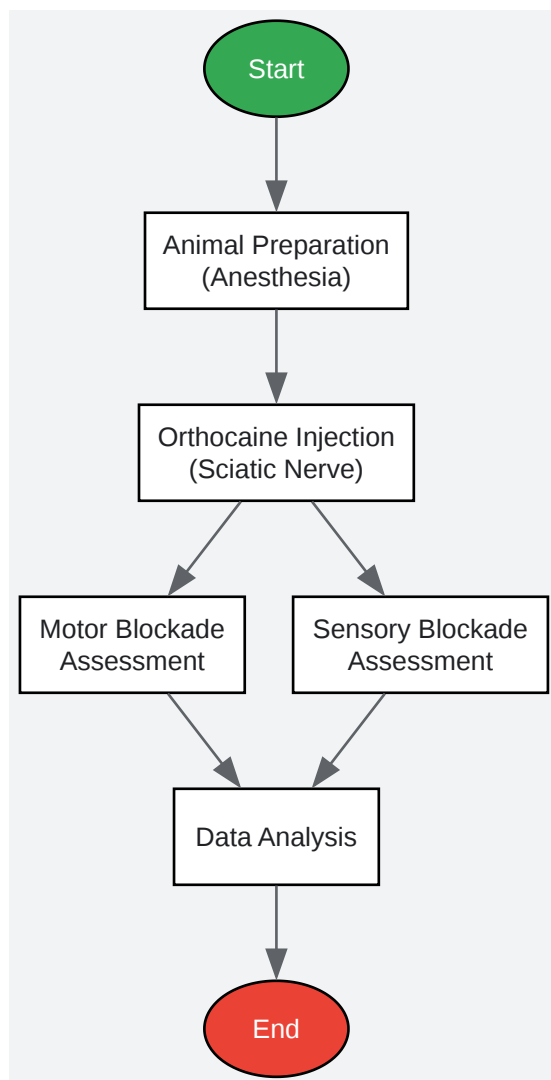 Start
Animal Preparation
(Anesthesia)
Orthocaine Injection
(Sciatic Nerve)
Motor Blockade
Assessment
Sensory Blockade
Assessment
Data Analysis
End